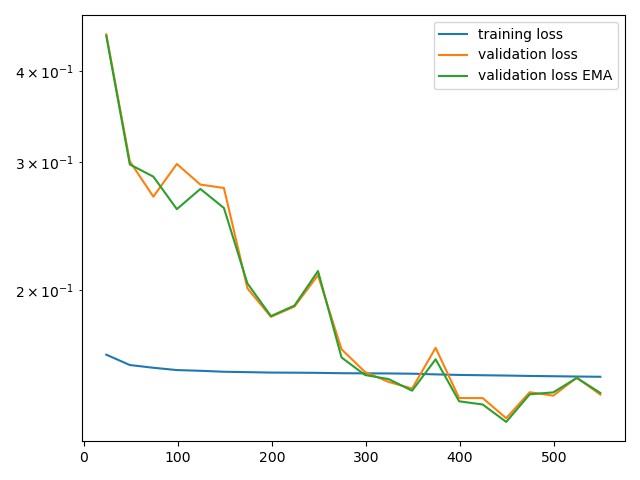 training loss
validation loss
validation loss EMA
4 × 10⁻¹
3 × 10⁻¹
2 × 10⁻¹
0 100 200 300 400 500